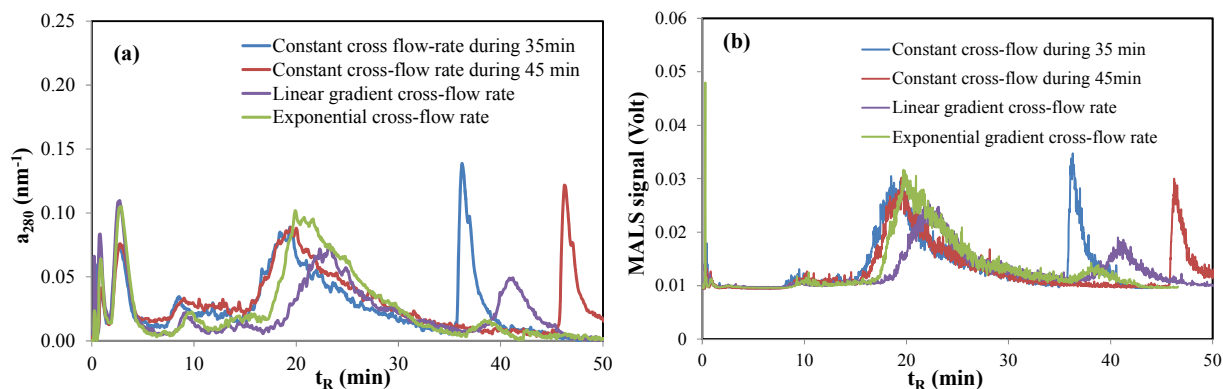 (a)
Constant cross flow-rate during 35min
Constant cross-flow rate during 45 min
Linear gradient cross-flow rate
Exponential cross-flow rate
0.25
0.20
0.15
0.10
0.05
0.00
a280 (nm-1)
0 10 20 30 40 50
tR (min)
(b)
Constant cross-flow during 35 min
Constant cross-flow during 45min
Linear gradient cross-flow rate
Exponential gradient cross-flow rate
0.06
0.05
0.04
0.03
0.02
0.01
0
MALS signal (Volt)
0 10 20 30 40 50
tR (min)